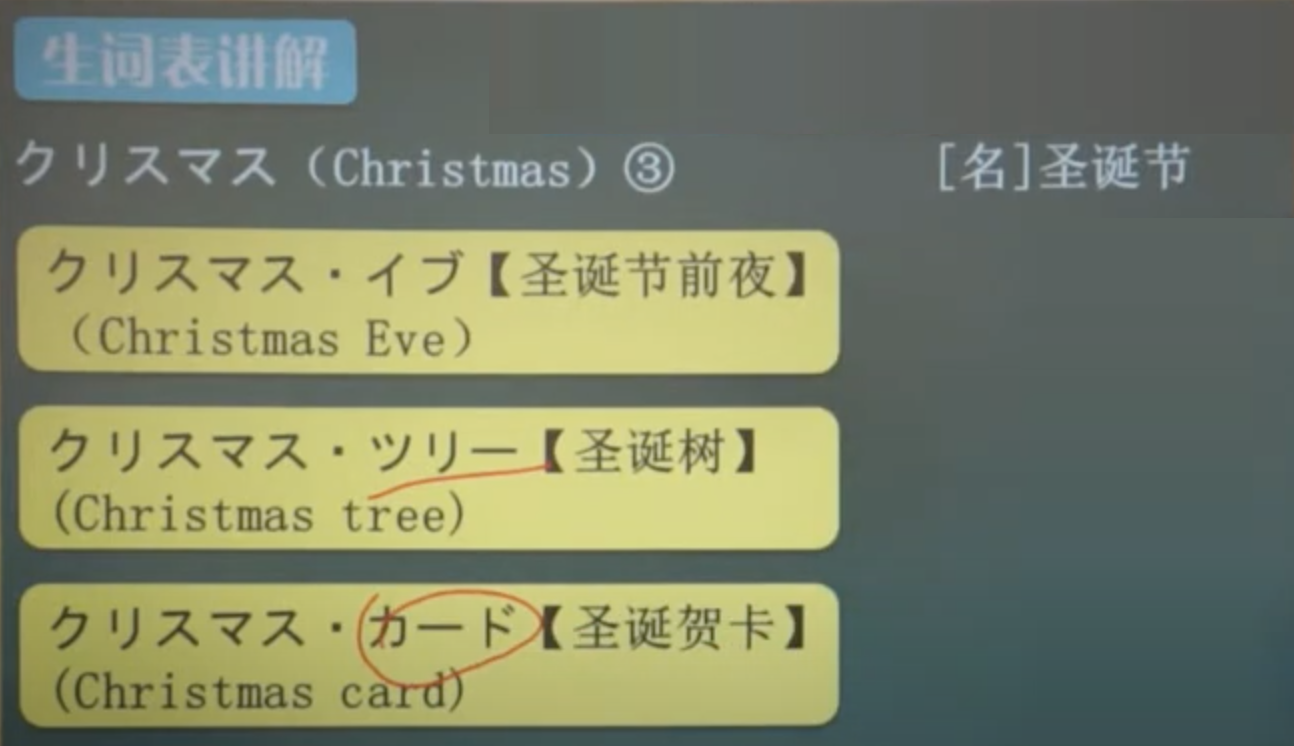 生词表讲解
クリスマス（Christmas）③ [名]圣诞节
クリスマス・イブ【圣诞节前夜】
（Christmas Eve）
クリスマス・ツリー【圣诞树】
(Christmas tree)
クリスマス・カード【圣诞贺卡】
(Christmas card)